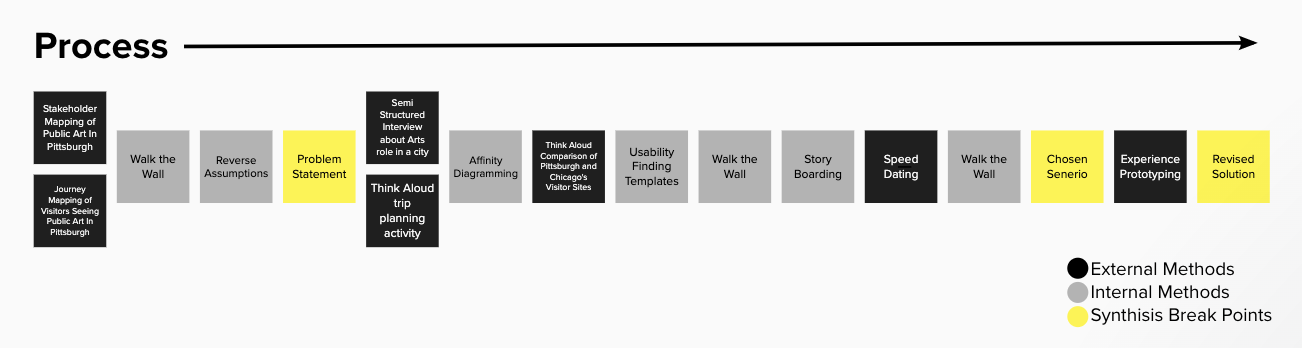 Process
Stakeholder
Mapping of
Public Art In
Pittsburgh
Journey
Mapping of
Visitors Seeing
Public Art In
Pittsburgh
Walk the
Wall
Reverse
Assumptions
Problem
Statement
Semi
Structured
Interview
about Arts
role in a city
Think Aloud
trip
planning
activity
Affinity
Diagramming
Think Aloud
Comparison of
Pittsburgh and
Chicago's
Visitor Sites
Usability
Finding
Templates
Walk the
Wall
Story
Boarding
Speed
Dating
Walk the
Wall
Chosen
Senerio
Experience
Prototyping
Revised
Solution
External Methods
Internal Methods
Synthisis Break Points